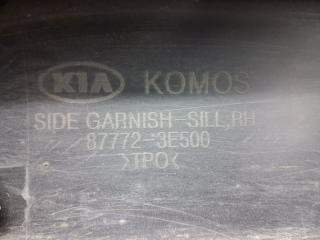 KIA KOMOS
SIDE GARNISH-SILL,RH
87772-3E500
>TPO<